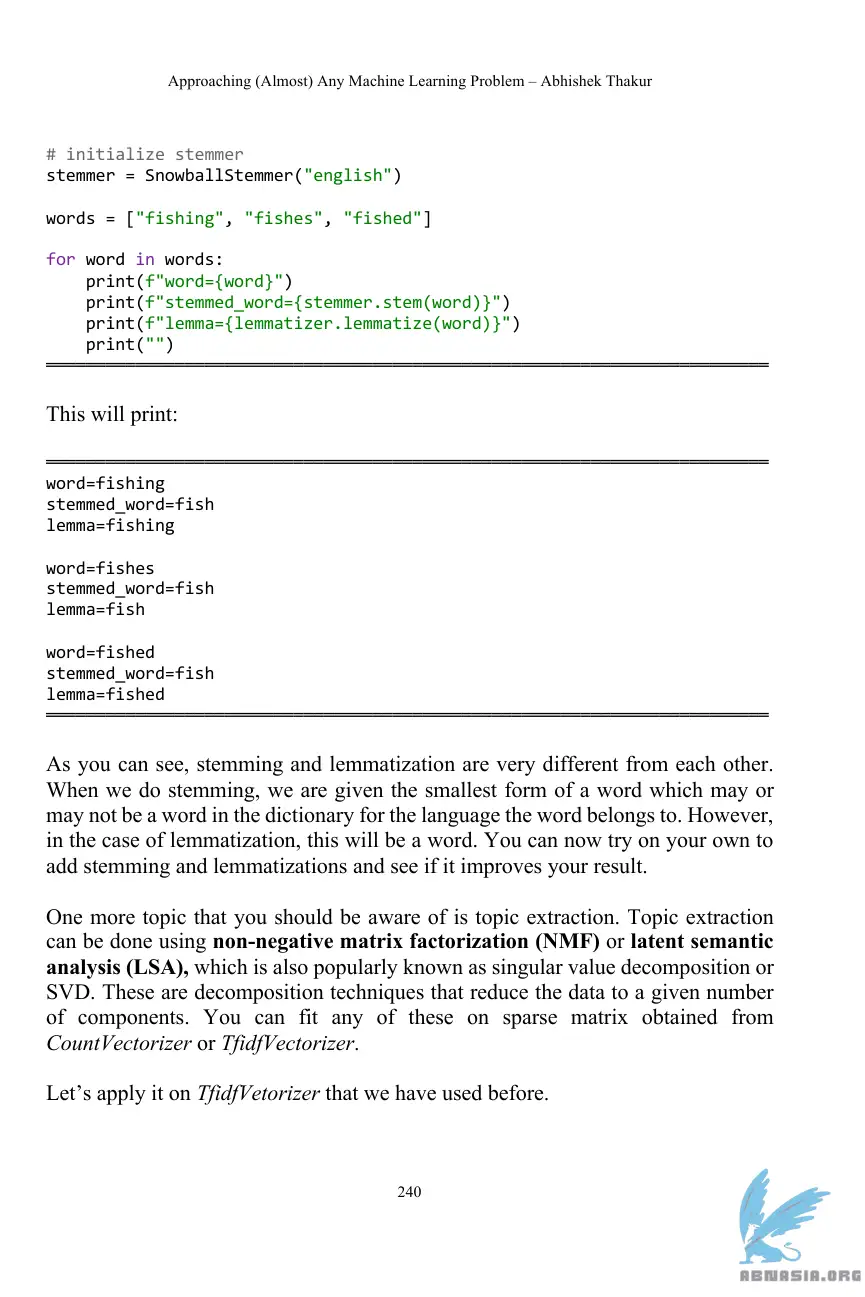 Approaching (Almost) Any Machine Learning Problem – Abhishek Thakur
# initialize stemmer
stemmer = SnowballStemmer("english")
words = ["fishing", "fishes", "fished"]
for word in words:
    print(f"word={word}")
    print(f"stemmed_word={stemmer.stem(word)}")
    print(f"lemma={lemmatizer.lemmatize(word)}")
    print("")
This will print:
word=fishing
stemmed_word=fish
lemma=fishing
word=fishes
stemmed_word=fish
lemma=fish
word=fished
stemmed_word=fish
lemma=fished
As you can see, stemming and lemmatization are very different from each other.
When we do stemming, we are given the smallest form of a word which may or
may not be a word in the dictionary for the language the word belongs to. However,
in the case of lemmatization, this will be a word. You can now try on your own to
add stemming and lemmatizations and see if it improves your result.
One more topic that you should be aware of is topic extraction. Topic extraction
can be done using non-negative matrix factorization (NMF) or latent semantic
analysis (LSA), which is also popularly known as singular value decomposition or
SVD. These are decomposition techniques that reduce the data to a given number
of components. You can fit any of these on sparse matrix obtained from
CountVectorizer or TfidfVectorizer.
Let’s apply it on TfidfVetorizer that we have used before.
240
ABNASIA.ORG